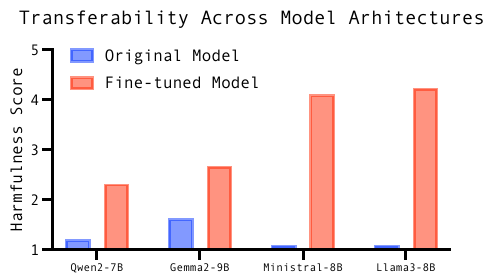 Transferability Across Model Arhitectures
Original Model
Fine-tuned Model
Harmfulness Score
5
4
3
2
1
Qwen2-7B
Gemma2-9B
Ministral-8B
Llama3-8B